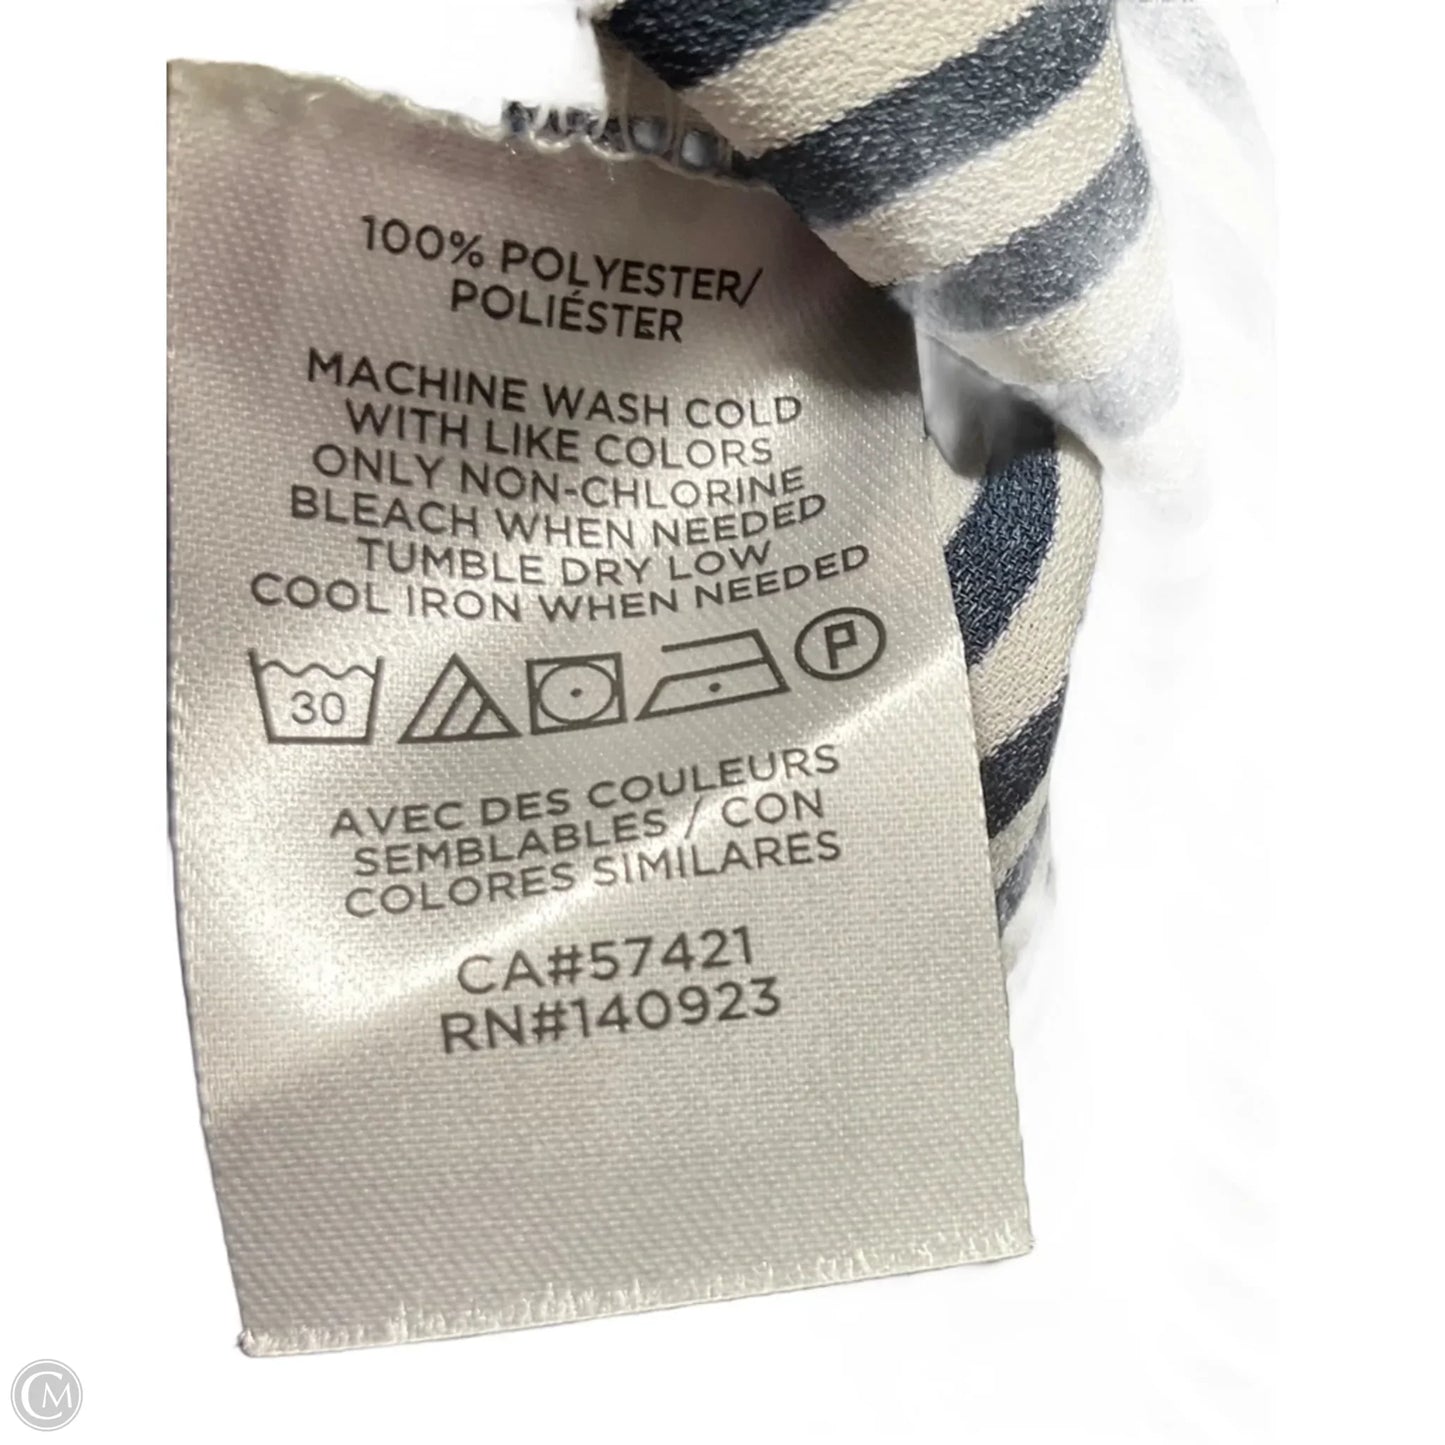 100% POLYESTER/
POLIÉSTER
MACHINE WASH COLD
WITH LIKE COLORS
ONLY NON-CHLORINE
BLEACH WHEN NEEDED
TUMBLE DRY LOW
COOL IRON WHEN NEEDED
30 P
AVEC DES COULEURS
SEMBLABLES / CON
COLORES SIMILARES
CA#57421
RN#140923
CM